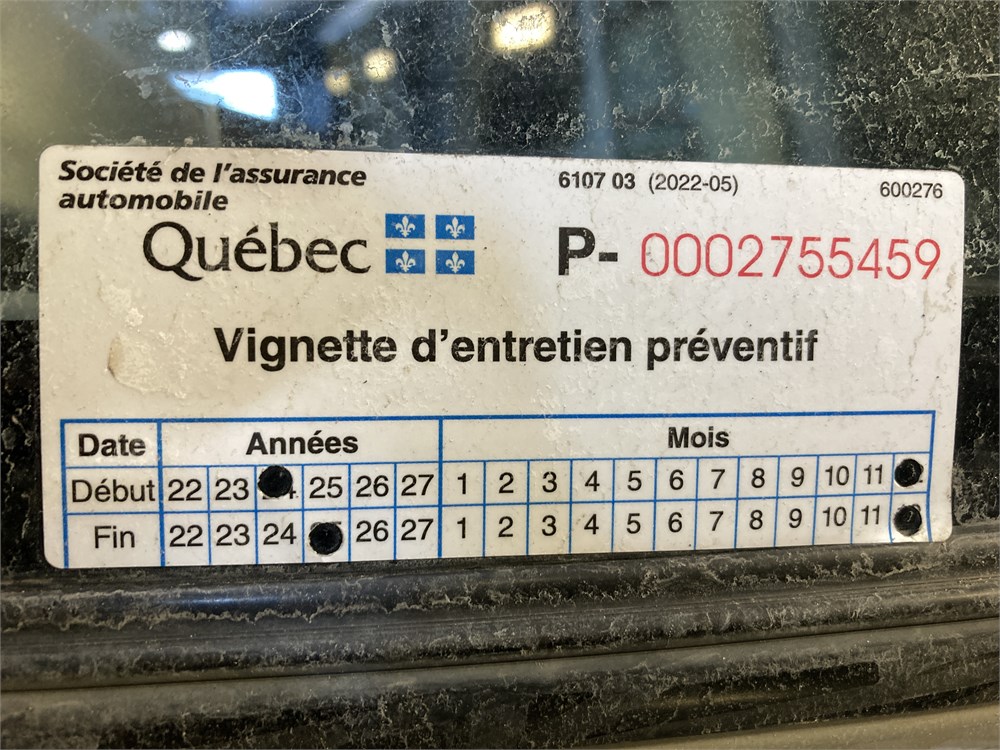 Société de l'assurance
automobile
Québec
6107 03 (2022-05)
600276
P- 0002755459
Vignette d'entretien préventif
Date Années Mois
Début 22 23 25 26 27 1 2 3 4 5 6 7 8 9 10 11
Fin 22 23 24 26 27 1 2 3 4 5 6 7 8 9 10 11